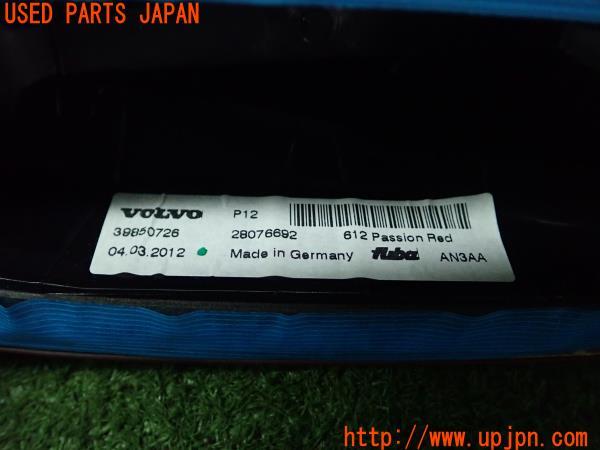 USED PARTS JAPAN
VOLVO P12
39850726 28076692 612 Passion Red
04.03.2012 Made in Germany fuba AN3AA
UPJ
http://www.upjpn.com/